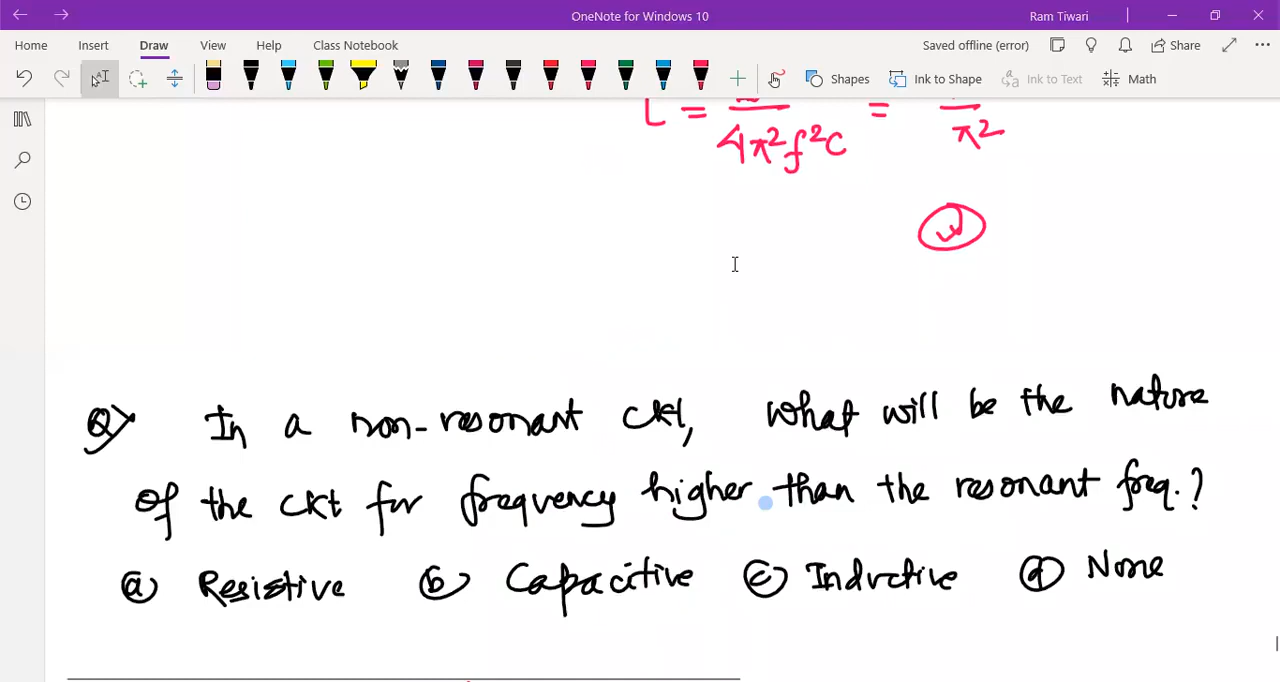 OneNote for Windows 10
Ram Tiwari
Home Insert Draw View Help Class Notebook
Saved offline (error) Share
Shapes Ink to Shape Ink to Text Math
L =
4π²f²C = π²
Q> In a non-resonant ckt, what will be the nature
of the ckt for frequency higher than the resonant freq.?
(a) Resistive (b) Capacitive (c) Inductive (d) None